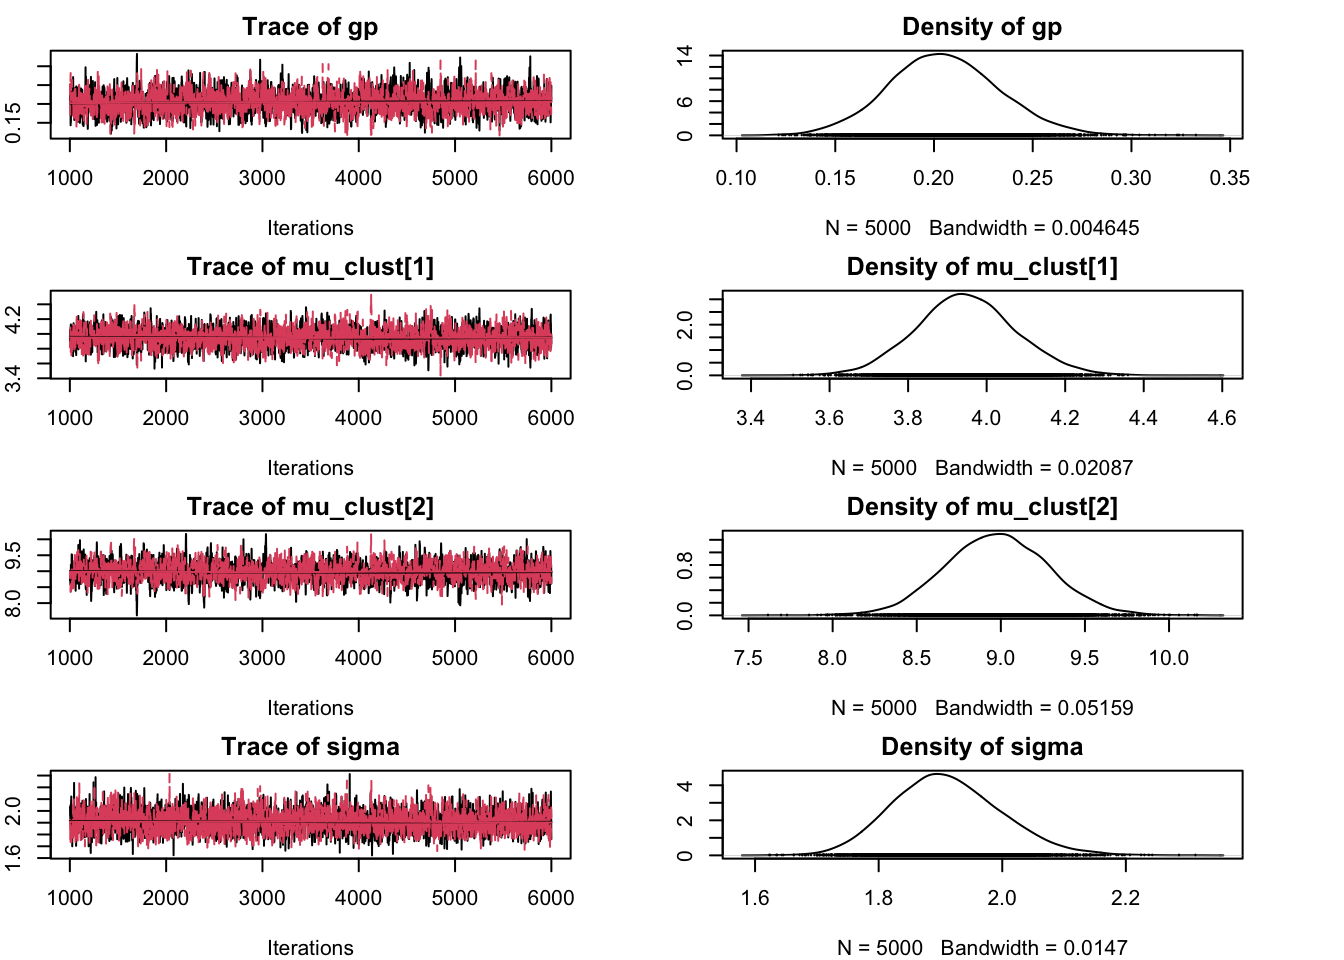 Trace of gp
0.15
1000 2000 3000 4000 5000 6000
Iterations
Density of gp
0 6 14
0.10 0.15 0.20 0.25 0.30 0.35
N = 5000 Bandwidth = 0.004645
Trace of mu_clust[1]
3.4 4.2
1000 2000 3000 4000 5000 6000
Iterations
Density of mu_clust[1]
0.0 2.0
3.4 3.6 3.8 4.0 4.2 4.4 4.6
N = 5000 Bandwidth = 0.02087
Trace of mu_clust[2]
8.0 9.5
1000 2000 3000 4000 5000 6000
Iterations
Density of mu_clust[2]
0.0 0.8
7.5 8.0 8.5 9.0 9.5 10.0
N = 5000 Bandwidth = 0.05159
Trace of sigma
1.6 2.0
1000 2000 3000 4000 5000 6000
Iterations
Density of sigma
0 2 4
1.6 1.8 2.0 2.2
N = 5000 Bandwidth = 0.0147